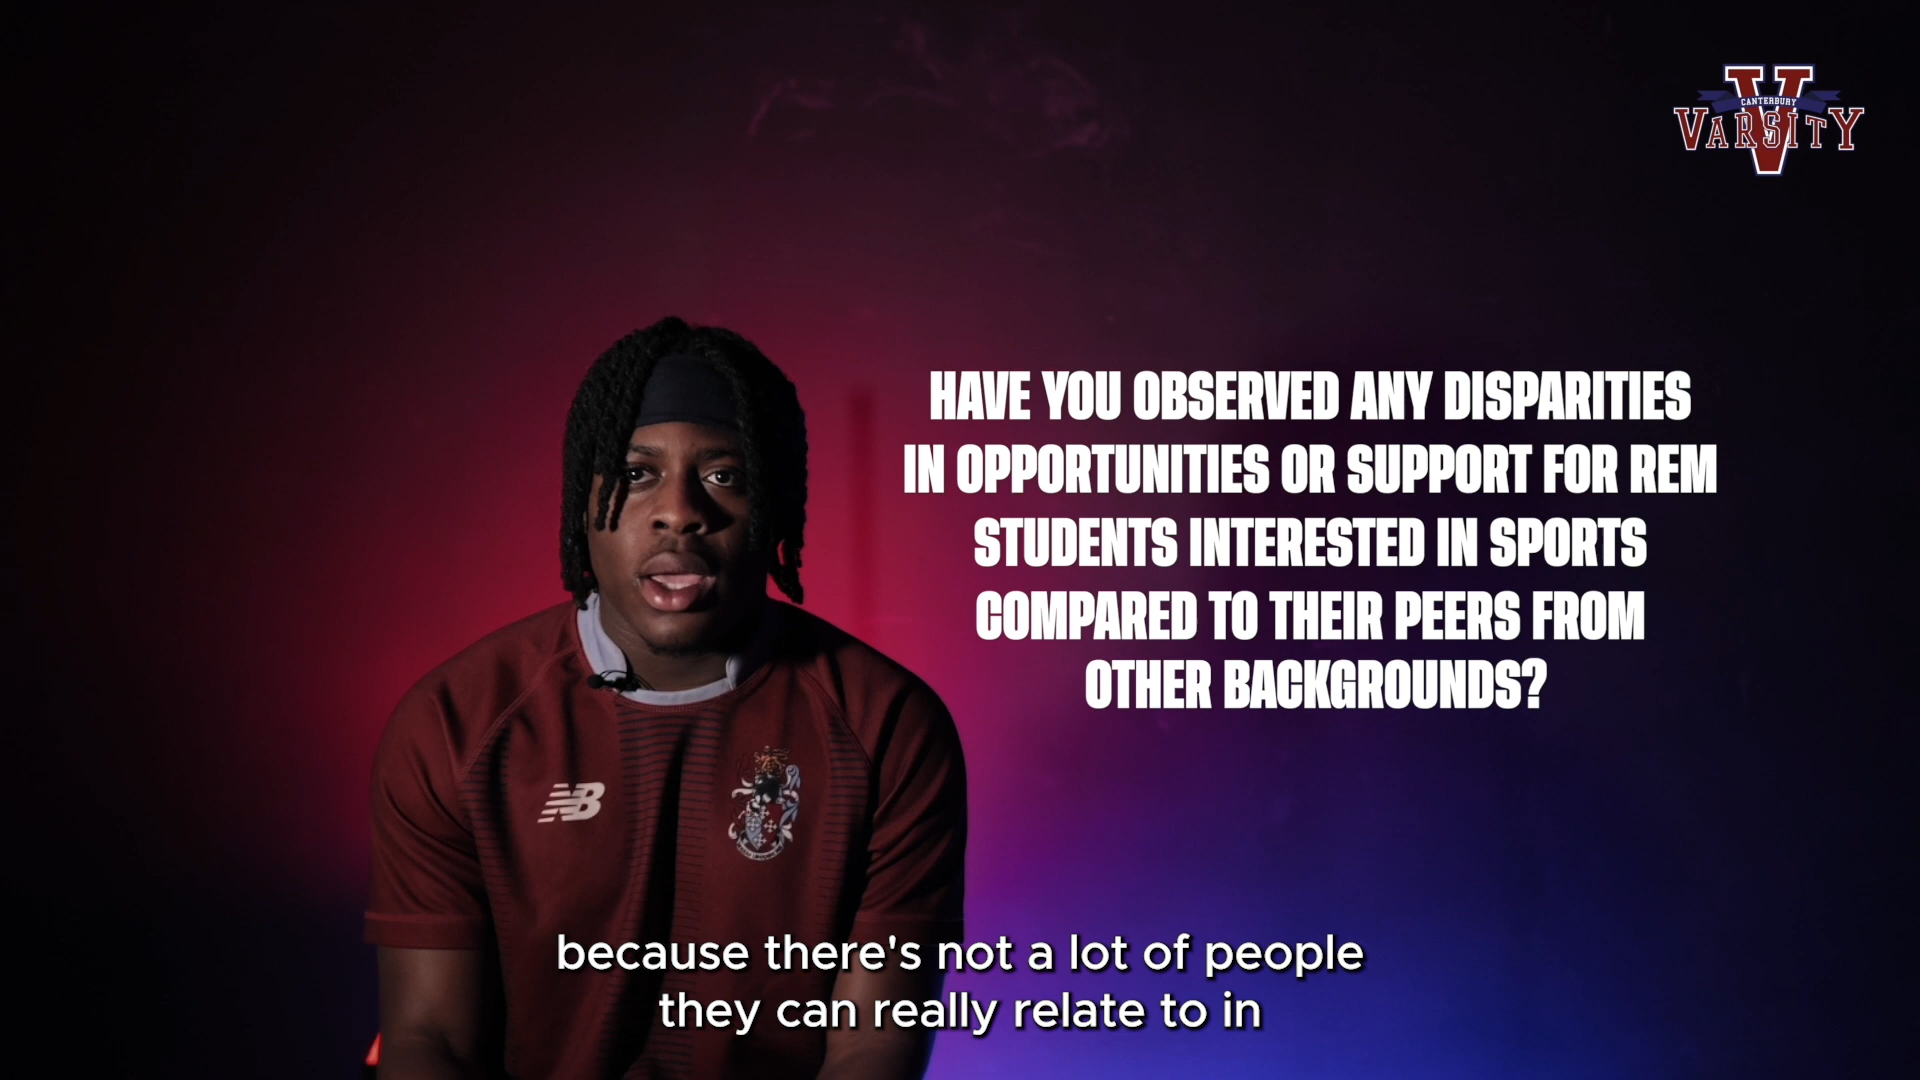 CANTERBURY
VARSITY
HAVE YOU OBSERVED ANY DISPARITIES
IN OPPORTUNITIES OR SUPPORT FOR REM
STUDENTS INTERESTED IN SPORTS
COMPARED TO THEIR PEERS FROM
OTHER BACKGROUNDS?
NB
because there's not a lot of people
they can really relate to in